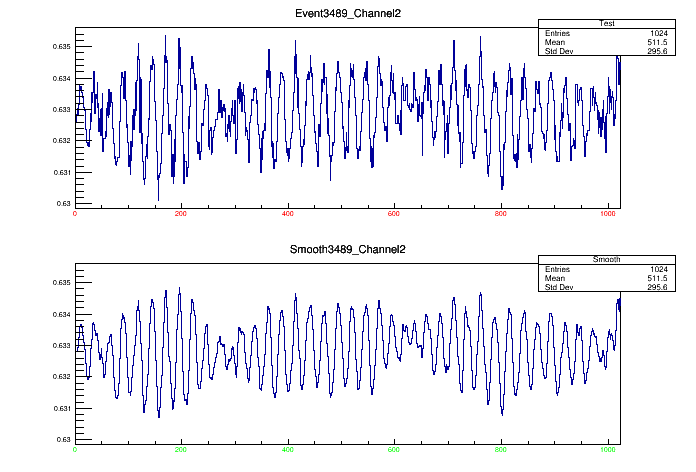 Event3489_Channel2
Test
Entries 1024
Mean 511.5
Std Dev 295.6
0.635
0.634
0.633
0.632
0.631
0.63
0 200 400 600 800 1000
Smooth3489_Channel2
Smooth
Entries 1024
Mean 511.5
Std Dev 295.6
0.635
0.634
0.633
0.632
0.631
0.63
0 200 400 600 800 1000